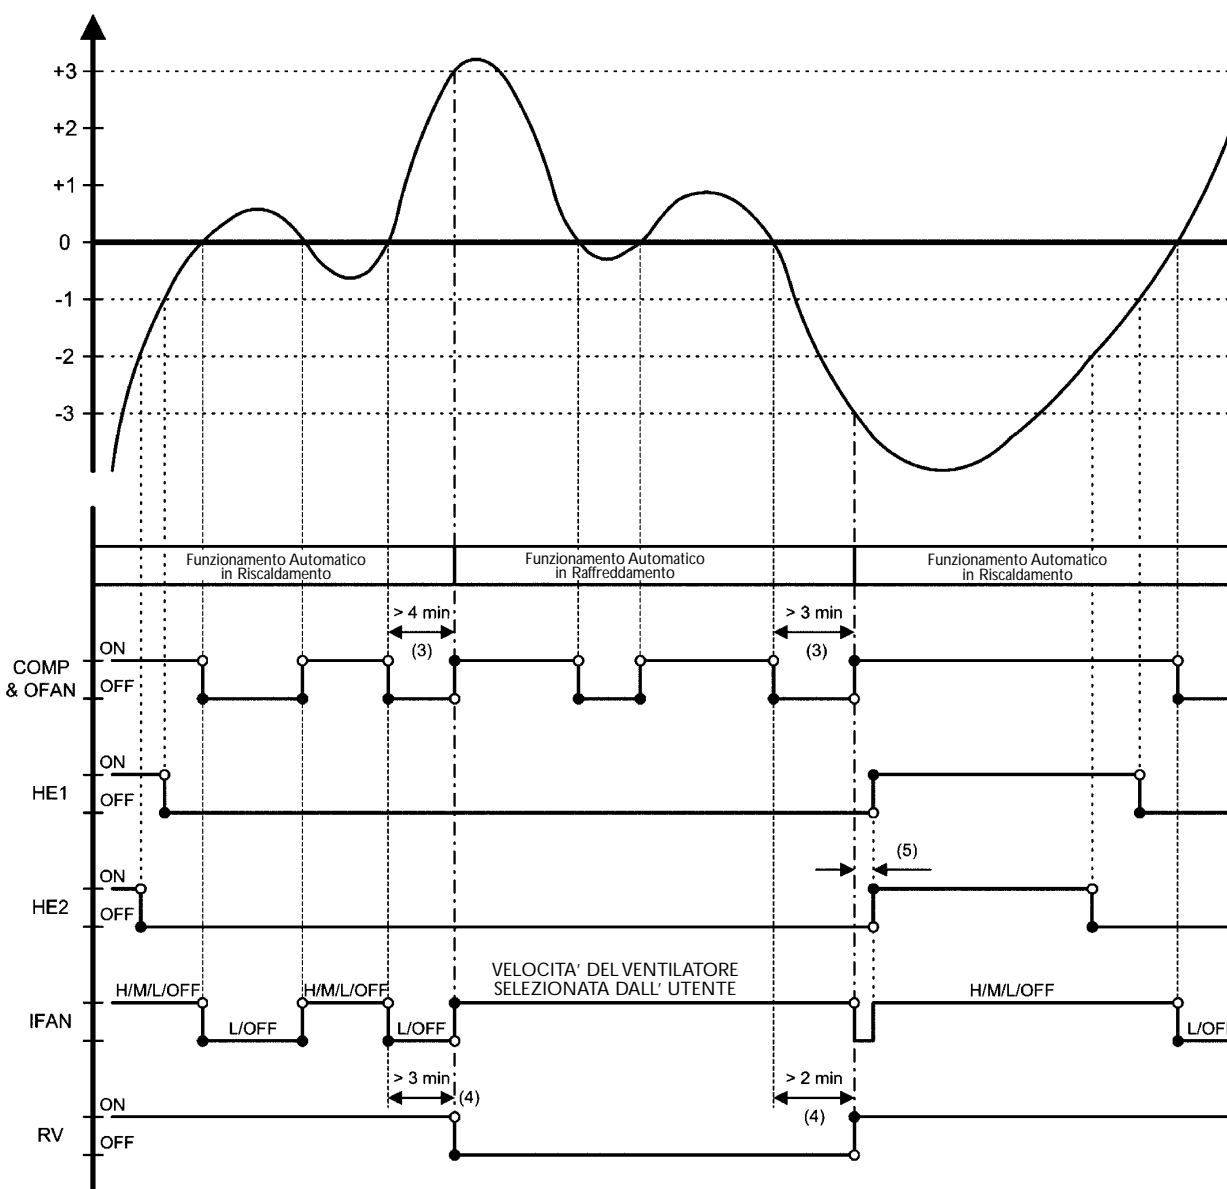 +3
+2
+1
0
-1
-2
-3
Funzionamento Automatico
in Riscaldamento
Funzionamento Automatico
in Raffreddamento
Funzionamento Automatico
in Riscaldamento
> 4 min
(3)
> 3 min
(3)
COMP
& OFAN
ON
OFF
HE1
ON
OFF
(5)
HE2
ON
OFF
VELOCITA' DEL VENTILATORE
SELEZIONATA DALL' UTENTE
IFAN
H/M/L/OFF
L/OFF
H/M/L/OFF
L/OFF
H/M/L/OFF
L/OFF
> 3 min
(4)
> 2 min
(4)
RV
ON
OFF